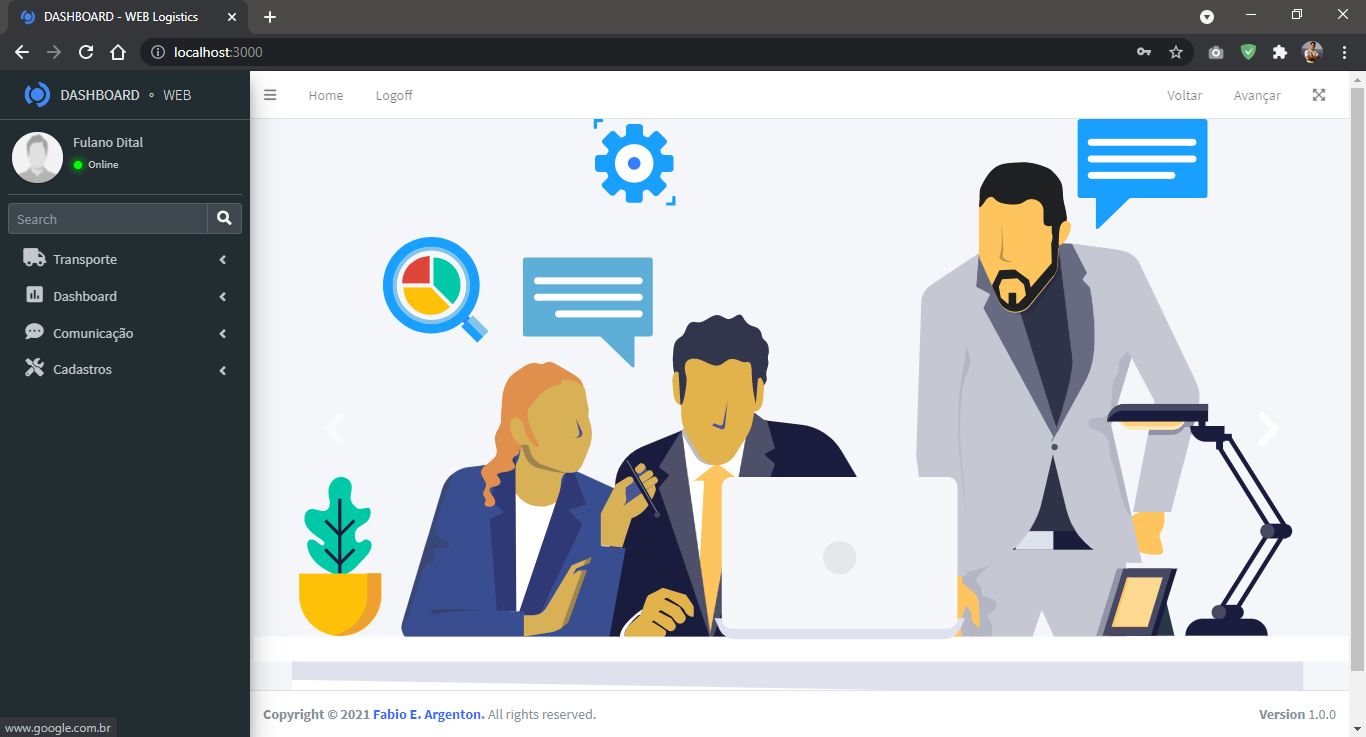 DASHBOARD - WEB Logistics
localhost:3000
DASHBOARD ∘ WEB
Home
Logoff
Voltar
Avançar
Fulano Dital
Online
Search
Transporte
Dashboard
Comunicação
Cadastros
Copyright © 2021 Fabio E. Argenton. All rights reserved.
Version 1.0.0
www.google.com.br